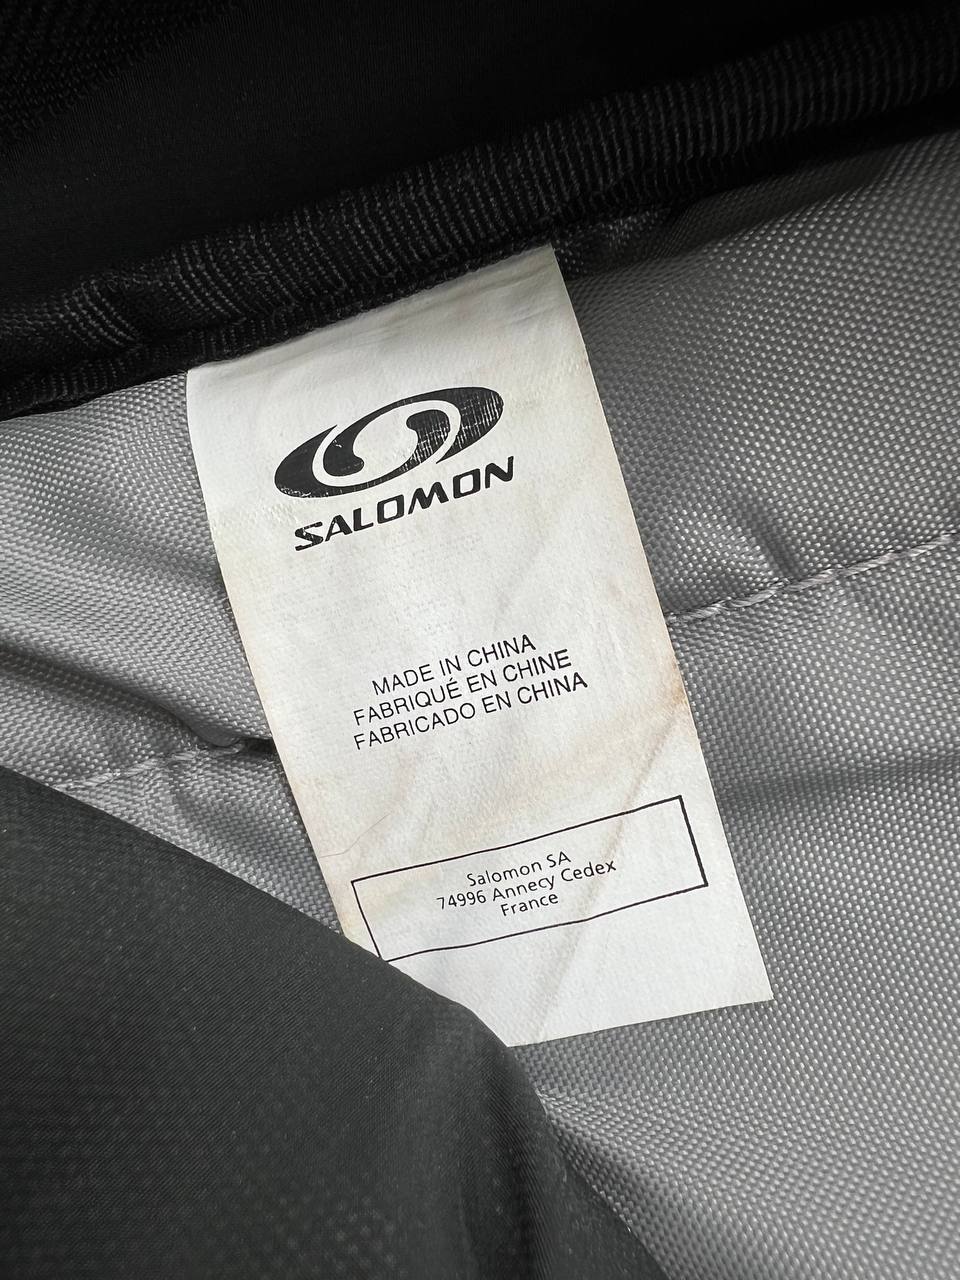 SALOMON
MADE IN CHINA
FABRIQUÉ EN CHINE
FABRICADO EN CHINA
Salomon SA
74996 Annecy Cedex
France